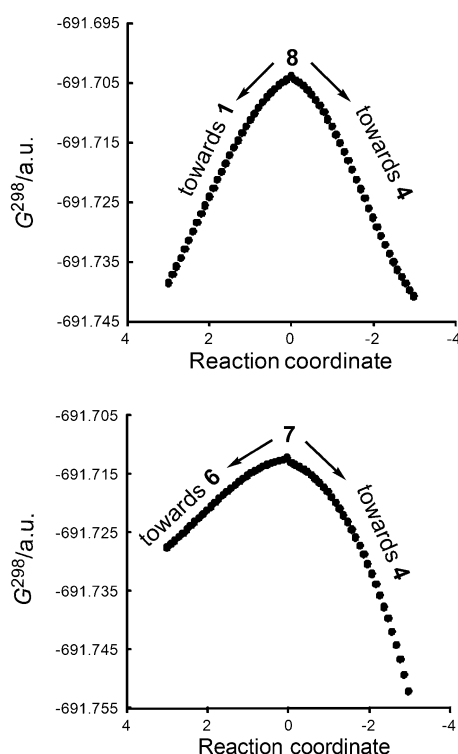 -691.695
-691.705
-691.715
-691.725
-691.735
-691.745
G298/a.u.
8
towards 1
towards 4
4 2 0 -2 -4
Reaction coordinate
-691.705
-691.715
-691.725
-691.735
-691.745
-691.755
G298/a.u.
7
towards 6
towards 4
4 2 0 -2 -4
Reaction coordinate